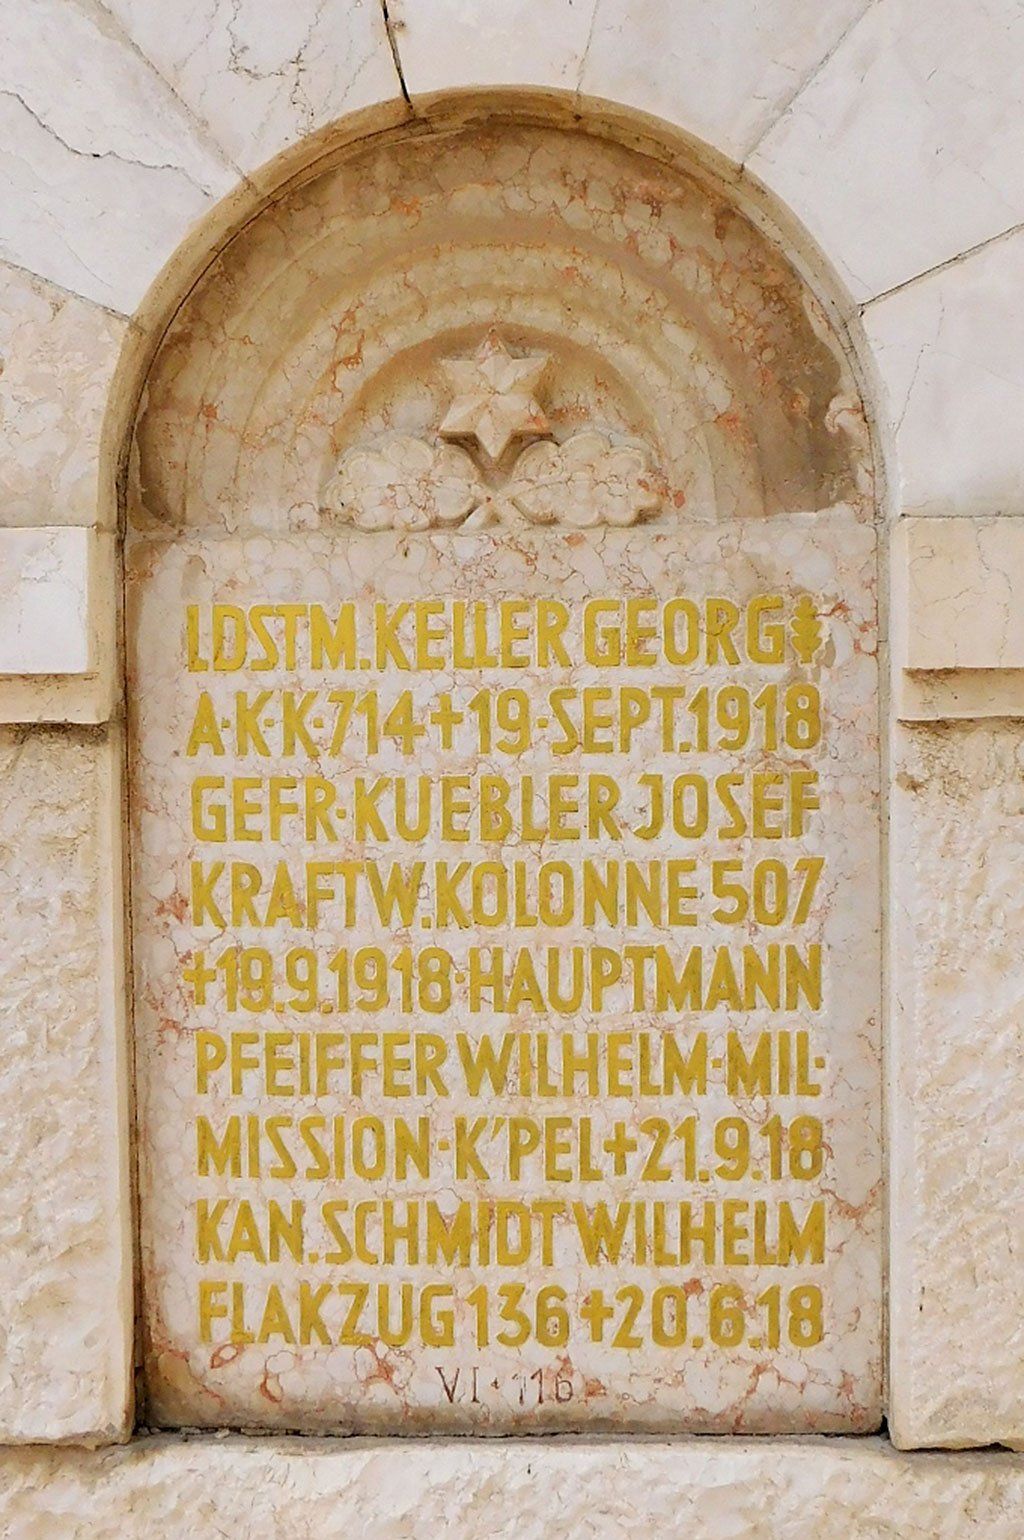 LDSTM.KELLER GEORG
A·K·K·714+19·SEPT.1918
GEFR·KUEBLER JOSEF
KRAFTW.KOLONNE 507
+19.9.1918·HAUPTMANN
PFEIFFER WILHELM·MIL·
MISSION·K'PEL+21.9.18
KAN.SCHMIDT WILHELM
FLAKZUG 136+20.6.18
VI·116